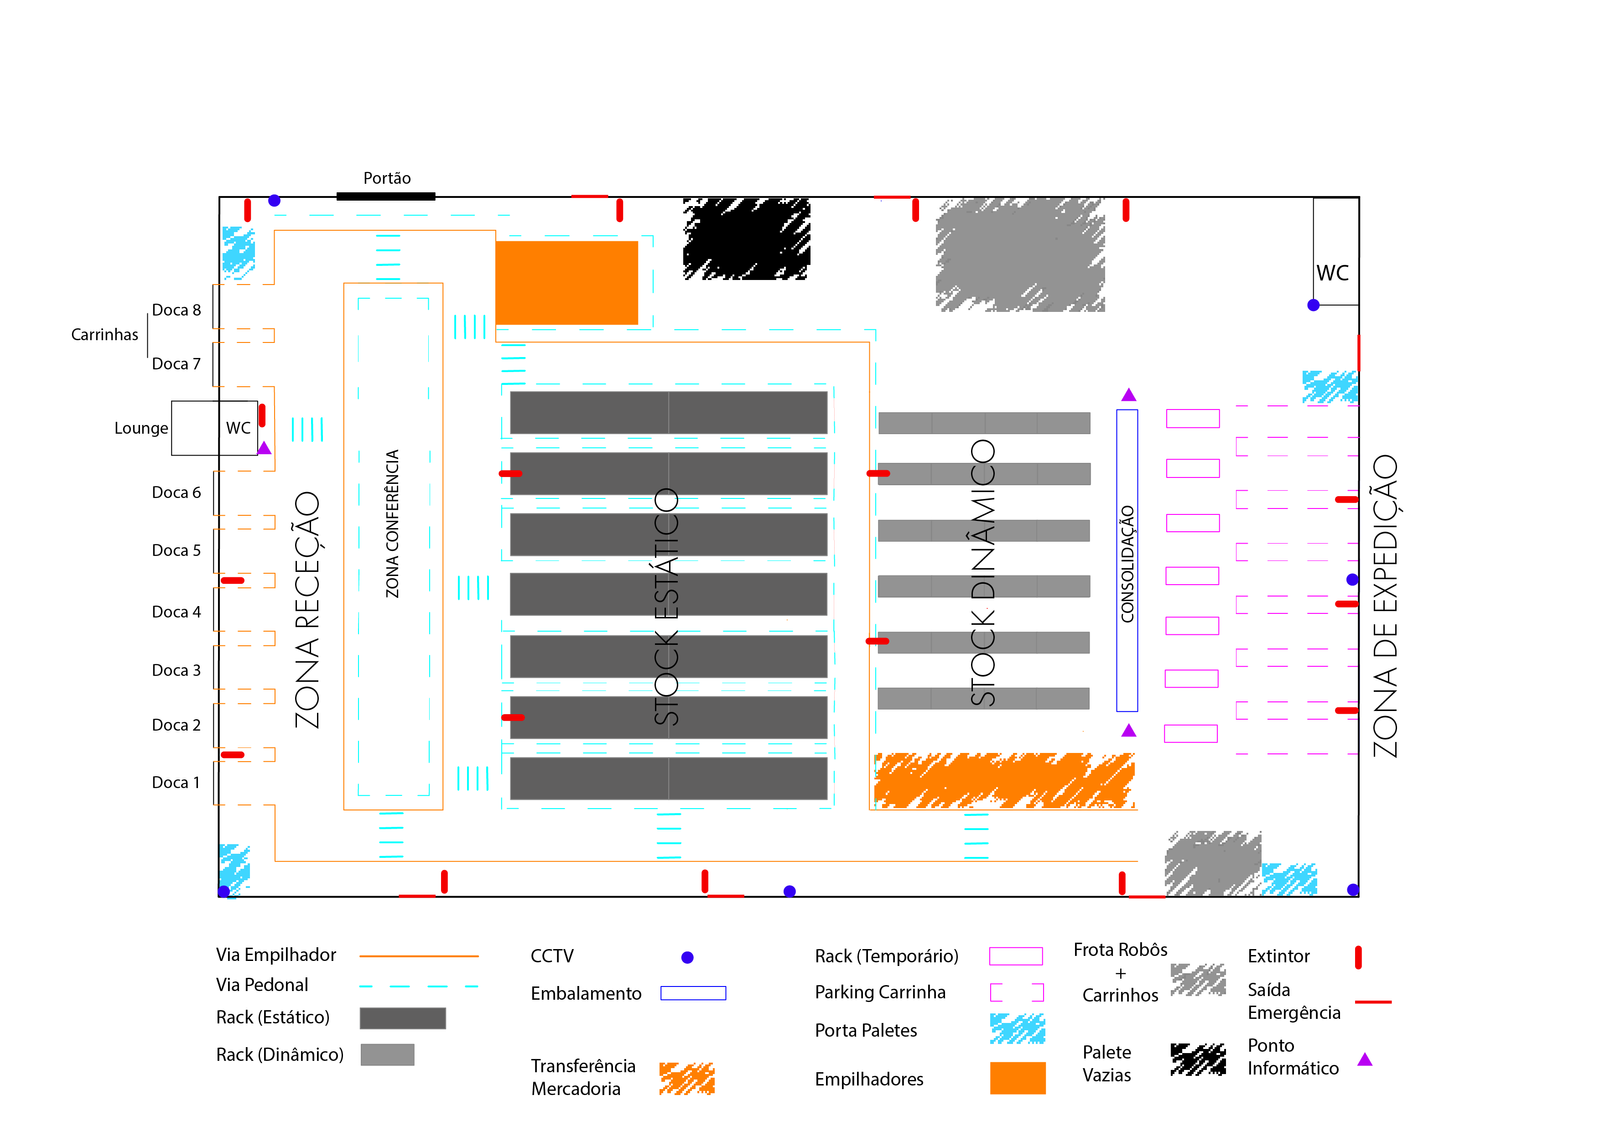 Portão
WC
Doca 8
Carrinhas
Doca 7
Lounge
WC
Doca 6
Doca 5
Doca 4
Doca 3
Doca 2
Doca 1
ZONA RECEÇÃO
ZONA CONFERÊNCIA
STOCK ESTÁTICO
STOCK DINÂMICO
CONSOLIDAÇÃO
ZONA DE EXPEDIÇÃO
Via Empilhador
Via Pedonal
Rack (Estático)
Rack (Dinâmico)
CCTV
Embalamento
Transferência
Mercadoria
Rack (Temporário)
Parking Carrinha
Porta Paletes
Empilhadores
Frota Robôs
+
Carrinhos
Palete
Vazias
Extintor
Saída
Emergência
Ponto
Informático